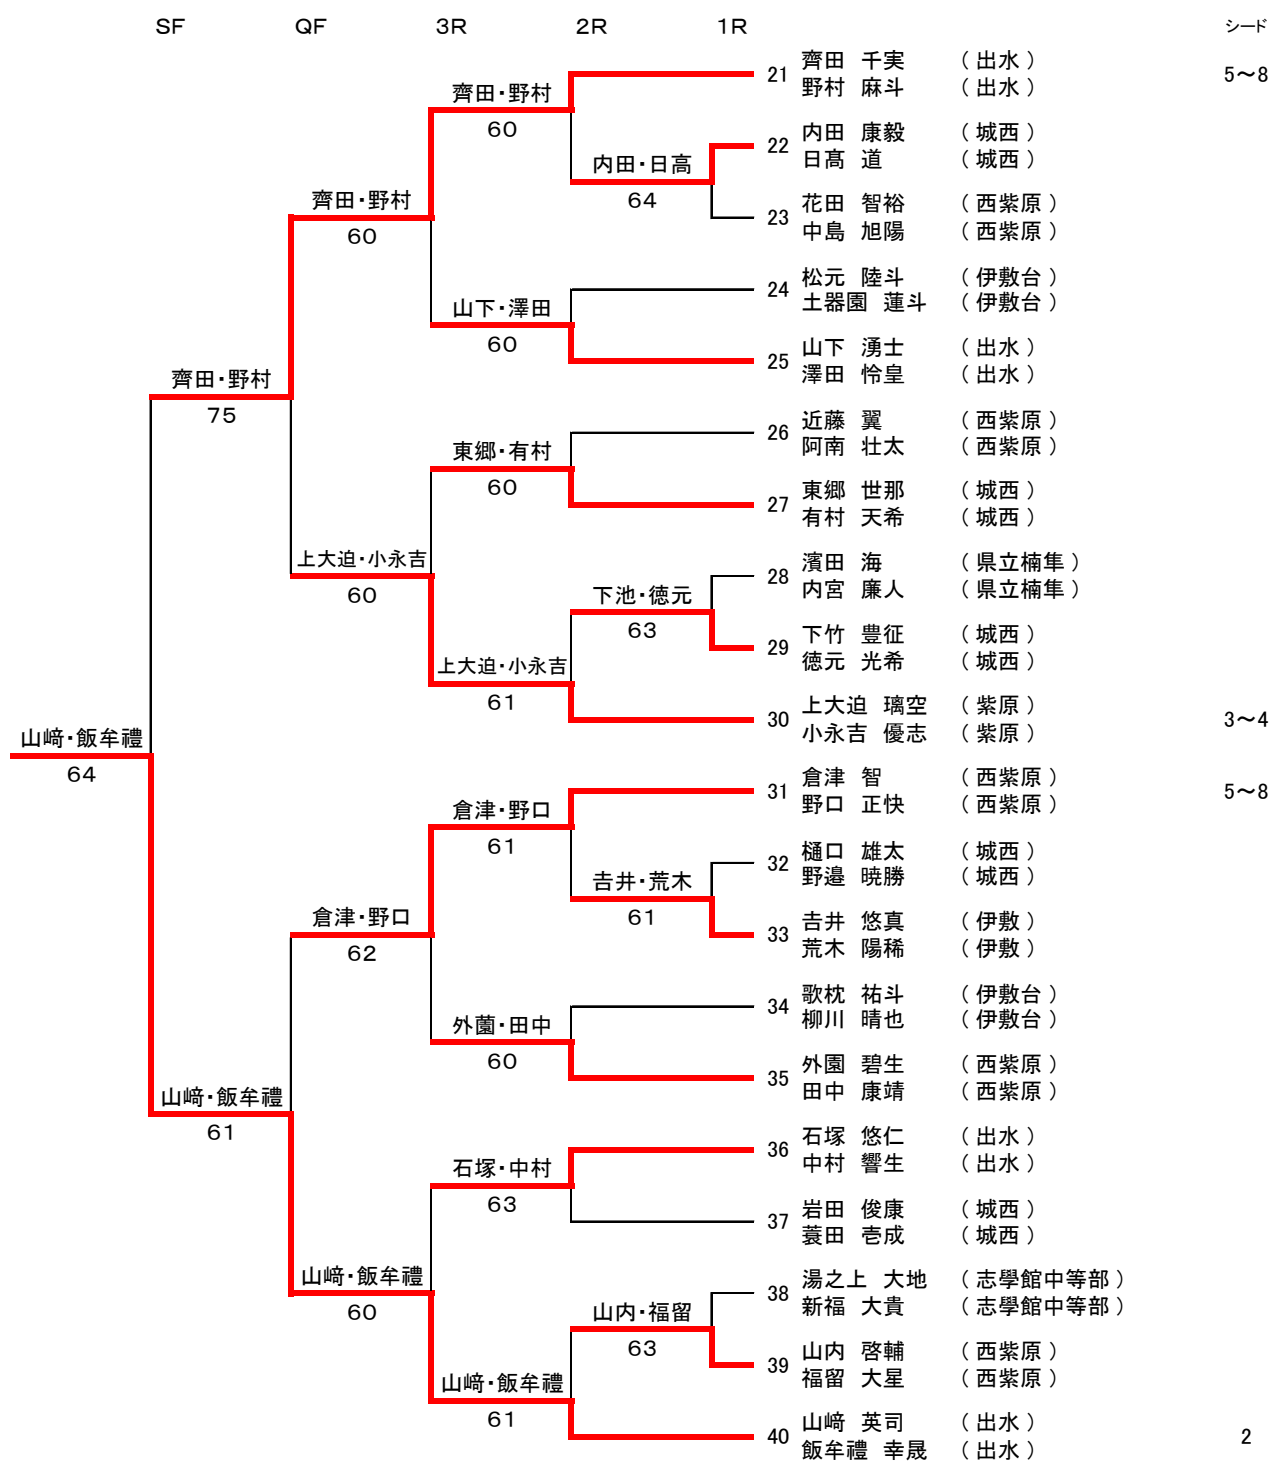 SF QF 3R 2R 1R シード
21 齊田 千実 （ 出水 ） 5～8
野村 麻斗 （ 出水 ）
齊田・野村
60
22 内田 康毅 （ 城西 ）
日髙 道 （ 城西 ）
内田・日高
64
齊田・野村
60
23 花田 智裕 （ 西紫原 ）
中島 旭陽 （ 西紫原 ）
24 松元 陸斗 （ 伊敷台 ）
土器園 蓮斗 （ 伊敷台 ）
山下・澤田
60
25 山下 湧士 （ 出水 ）
澤田 怜皇 （ 出水 ）
齊田・野村
75
26 近藤 翼 （ 西紫原 ）
阿南 壮太 （ 西紫原 ）
東郷・有村
60
27 東郷 世那 （ 城西 ）
有村 天希 （ 城西 ）
上大迫・小永吉
60
28 濱田 海 （ 県立楠隼 ）
内宮 廉人 （ 県立楠隼 ）
下池・徳元
63
29 下竹 豊征 （ 城西 ）
徳元 光希 （ 城西 ）
上大迫・小永吉
61
30 上大迫 璃空 （ 紫原 ） 3～4
小永吉 優志 （ 紫原 ）
山﨑・飯牟禮
64
31 倉津 智 （ 西紫原 ） 5～8
野口 正快 （ 西紫原 ）
倉津・野口
61
32 樋口 雄太 （ 城西 ）
野邉 暁勝 （ 城西 ）
𠮷井・荒木
61
倉津・野口
62
33 𠮷井 悠真 （ 伊敷 ）
荒木 陽稀 （ 伊敷 ）
34 歌枕 祐斗 （ 伊敷台 ）
柳川 晴也 （ 伊敷台 ）
外薗・田中
60
35 外園 碧生 （ 西紫原 ）
田中 康靖 （ 西紫原 ）
山﨑・飯牟禮
61
36 石塚 悠仁 （ 出水 ）
中村 響生 （ 出水 ）
石塚・中村
63
37 岩田 俊康 （ 城西 ）
蓑田 壱成 （ 城西 ）
山﨑・飯牟禮
60
38 湯之上 大地 （ 志學館中等部 ）
新福 大貴 （ 志學館中等部 ）
山内・福留
63
39 山内 啓輔 （ 西紫原 ）
福留 大星 （ 西紫原 ）
山﨑・飯牟禮
61
40 山﨑 英司 （ 出水 ） 2
飯牟禮 幸晟 （ 出水 ）